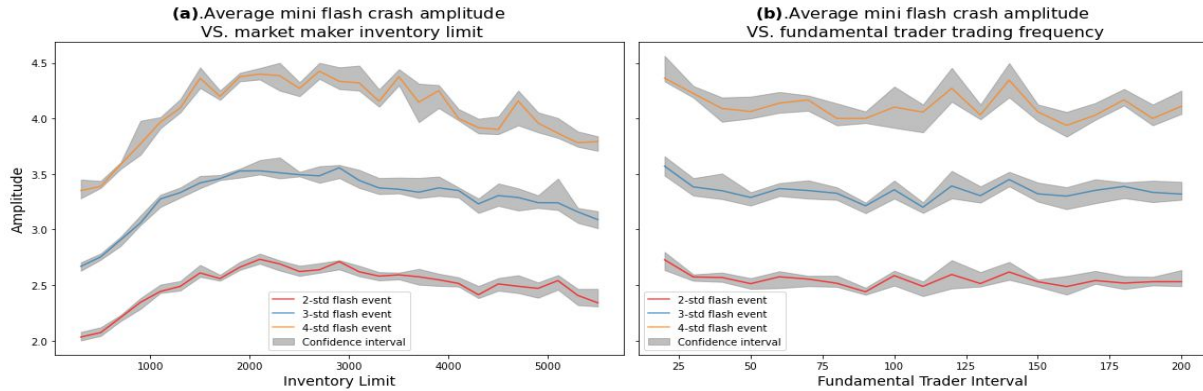 (a).Average mini flash crash amplitude
VS. market maker inventory limit
Amplitude
4.5
4.0
3.5
3.0
2.5
2.0
2-std flash event
3-std flash event
4-std flash event
Confidence interval
1000 2000 3000 4000 5000
Inventory Limit
(b).Average mini flash crash amplitude
VS. fundamental trader trading frequency
2-std flash event
3-std flash event
4-std flash event
Confidence interval
25 50 75 100 125 150 175 200
Fundamental Trader Interval